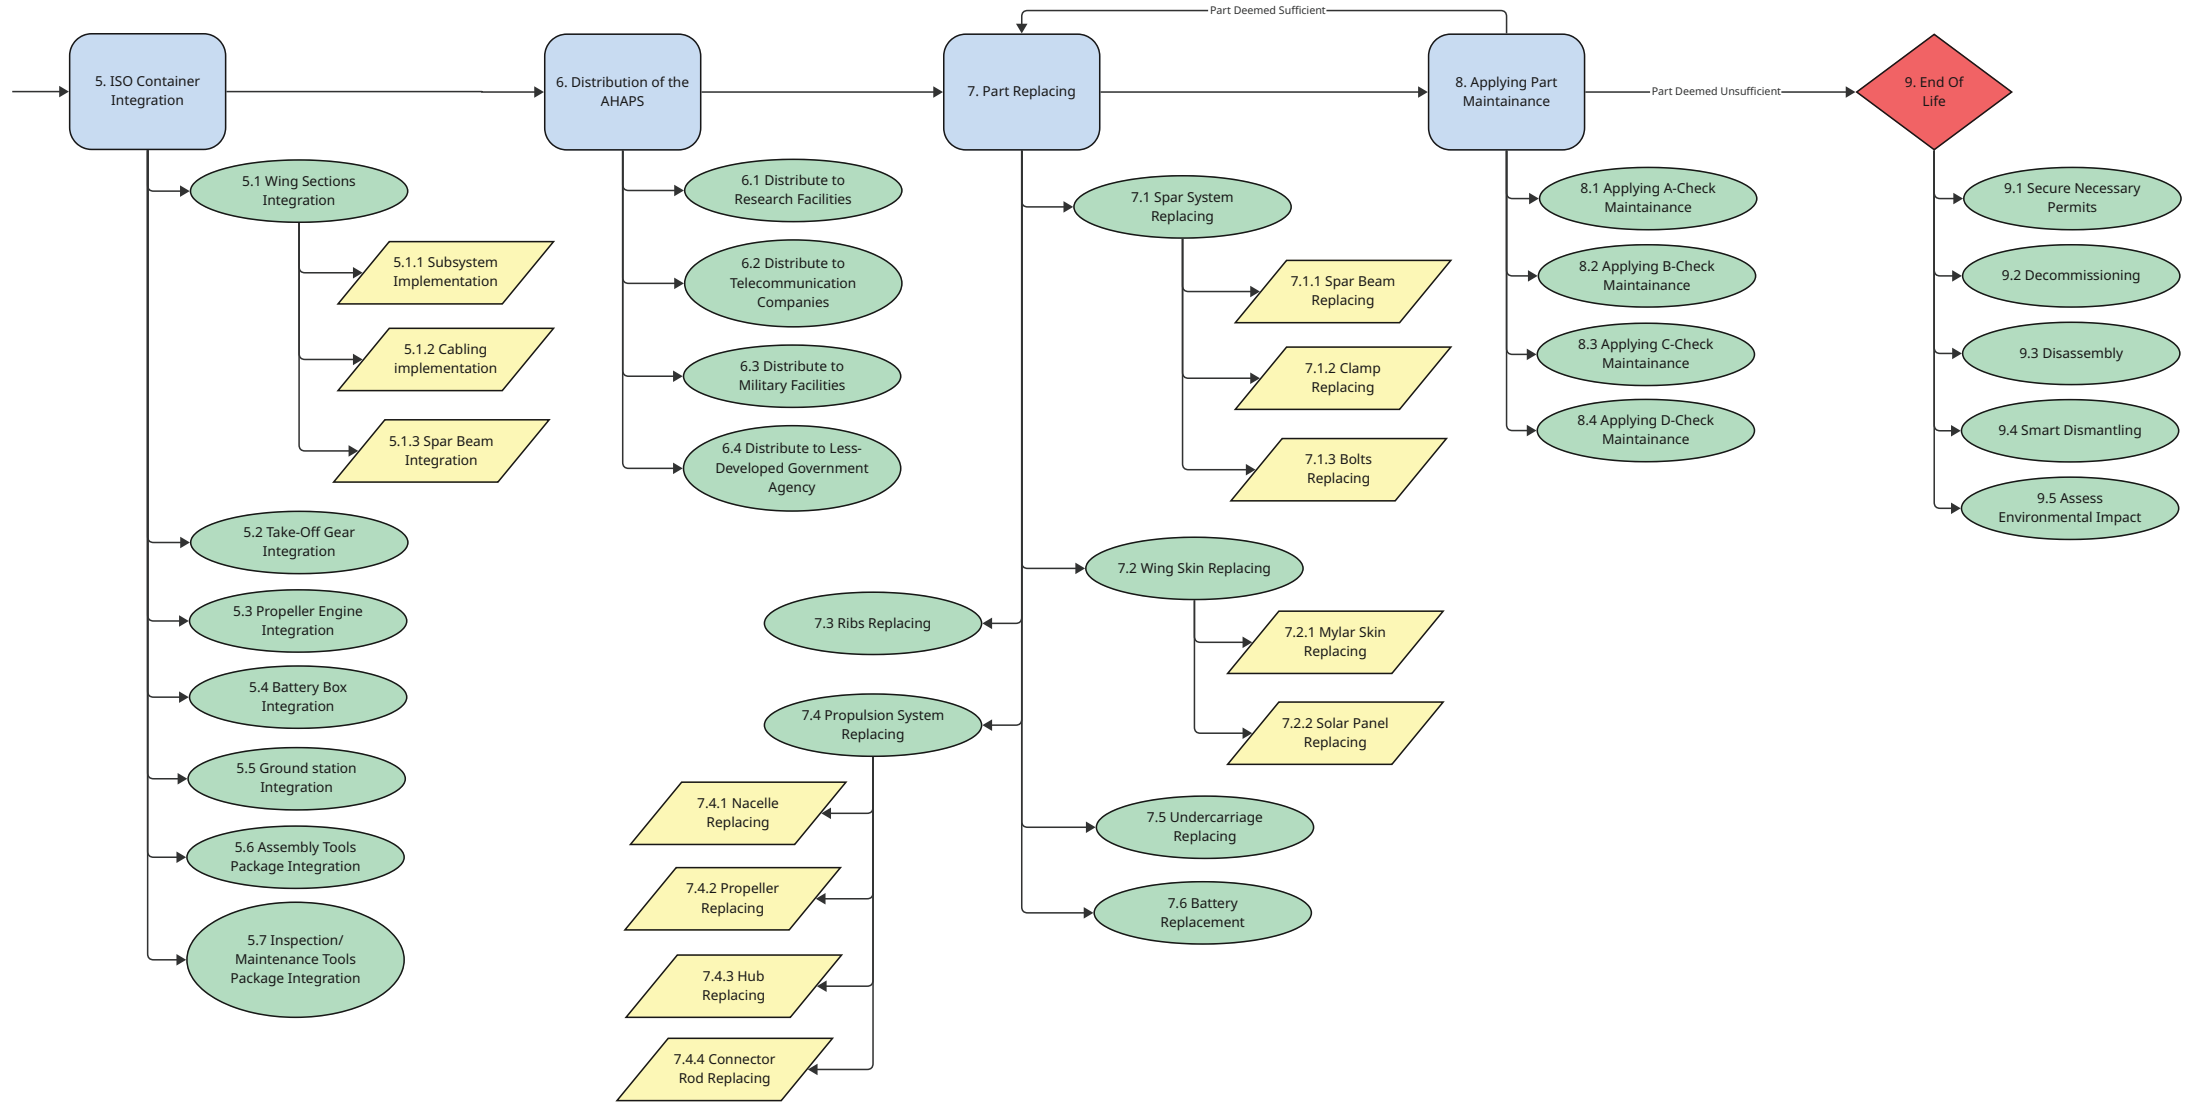 Part Deemed Sufficient
5. ISO Container
Integration
6. Distribution of the
AHAPS
7. Part Replacing
8. Applying Part
Maintainance
Part Deemed Unsufficient
9. End Of
Life
5.1 Wing Sections
Integration
5.1.1 Subsystem
Implementation
5.1.2 Cabling
implementation
5.1.3 Spar Beam
Integration
5.2 Take-Off Gear
Integration
5.3 Propeller Engine
Integration
5.4 Battery Box
Integration
5.5 Ground station
Integration
5.6 Assembly Tools
Package Integration
5.7 Inspection/
Maintenance Tools
Package Integration
6.1 Distribute to
Research Facilities
6.2 Distribute to
Telecommunication
Companies
6.3 Distribute to
Military Facilities
6.4 Distribute to Less-
Developed Government
Agency
7.1 Spar System
Replacing
7.1.1 Spar Beam
Replacing
7.1.2 Clamp
Replacing
7.1.3 Bolts
Replacing
7.2 Wing Skin Replacing
7.2.1 Mylar Skin
Replacing
7.2.2 Solar Panel
Replacing
7.3 Ribs Replacing
7.4 Propulsion System
Replacing
7.4.1 Nacelle
Replacing
7.4.2 Propeller
Replacing
7.4.3 Hub
Replacing
7.4.4 Connector
Rod Replacing
7.5 Undercarriage
Replacing
7.6 Battery
Replacement
8.1 Applying A-Check
Maintainance
8.2 Applying B-Check
Maintainance
8.3 Applying C-Check
Maintainance
8.4 Applying D-Check
Maintainance
9.1 Secure Necessary
Permits
9.2 Decommissioning
9.3 Disassembly
9.4 Smart Dismantling
9.5 Assess
Environmental Impact